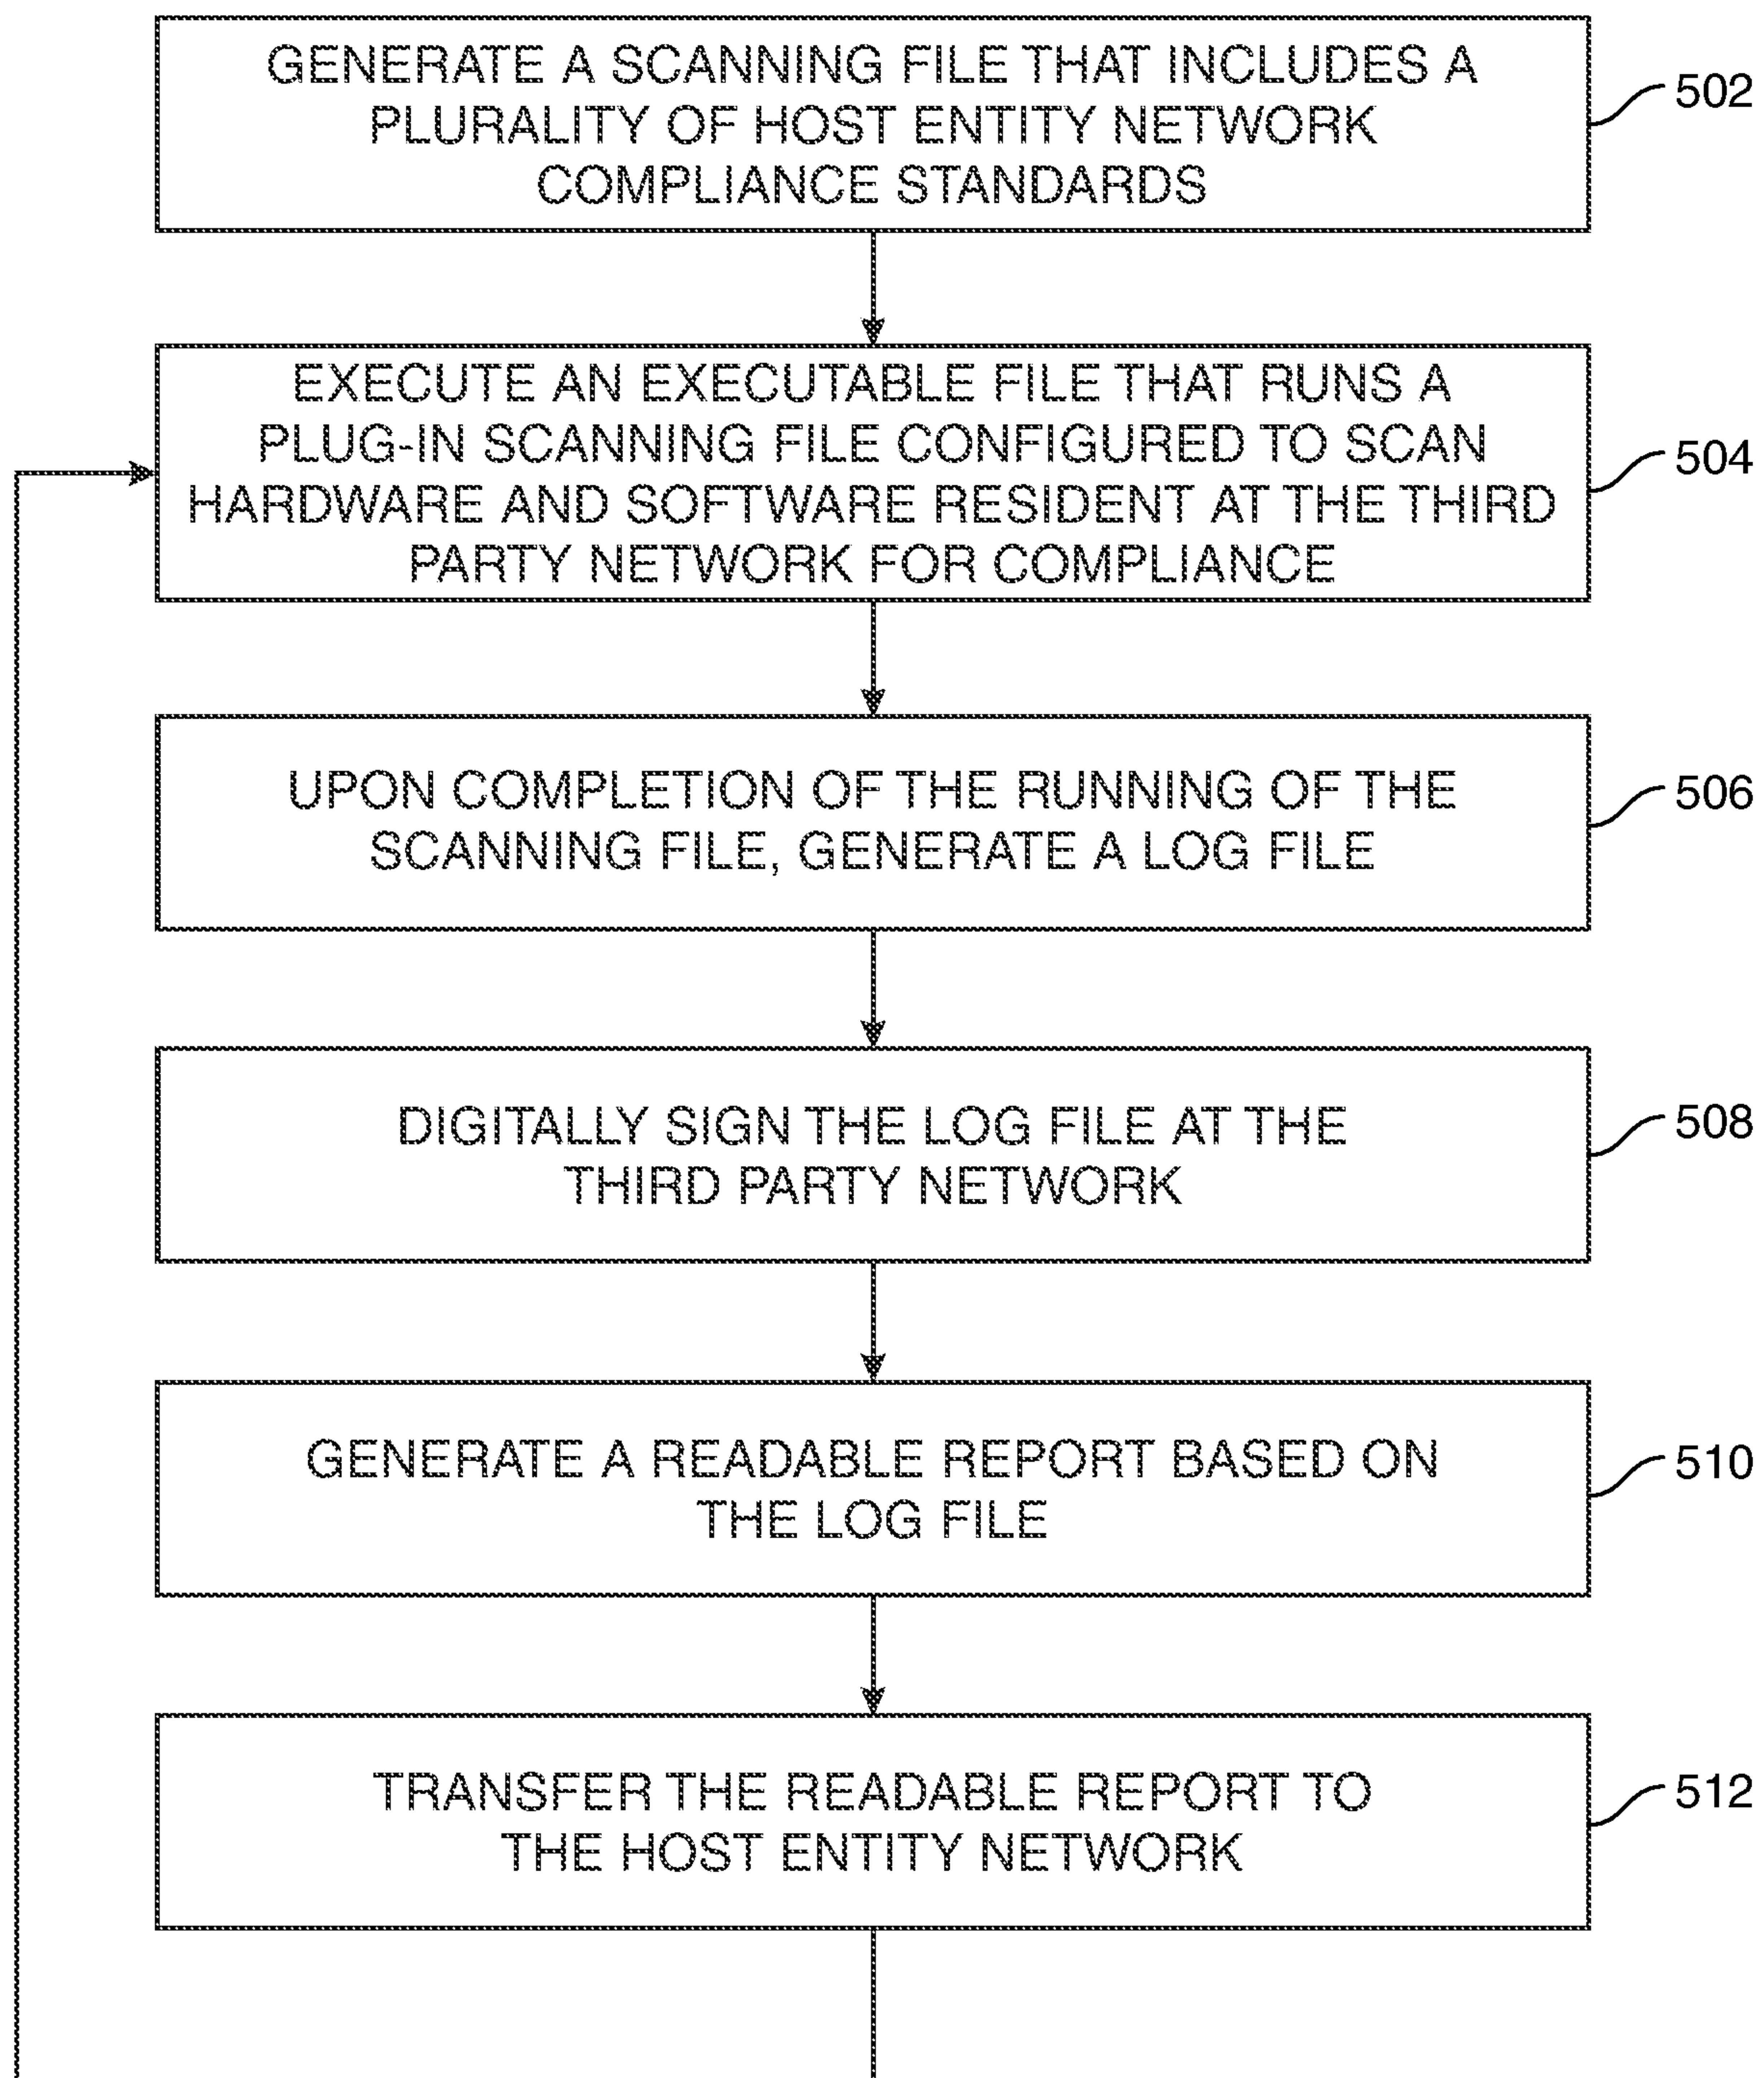 GENERATE A SCANNING FILE THAT INCLUDES A
PLURALITY OF HOST ENTITY NETWORK
COMPLIANCE STANDARDS
502
EXECUTE AN EXECUTABLE FILE THAT RUNS A
PLUG-IN SCANNING FILE CONFIGURED TO SCAN
HARDWARE AND SOFTWARE RESIDENT AT THE THIRD
PARTY NETWORK FOR COMPLIANCE
504
UPON COMPLETION OF THE RUNNING OF THE
SCANNING FILE, GENERATE A LOG FILE
506
DIGITALLY SIGN THE LOG FILE AT THE
THIRD PARTY NETWORK
508
GENERATE A READABLE REPORT BASED ON
THE LOG FILE
510
TRANSFER THE READABLE REPORT TO
THE HOST ENTITY NETWORK
512